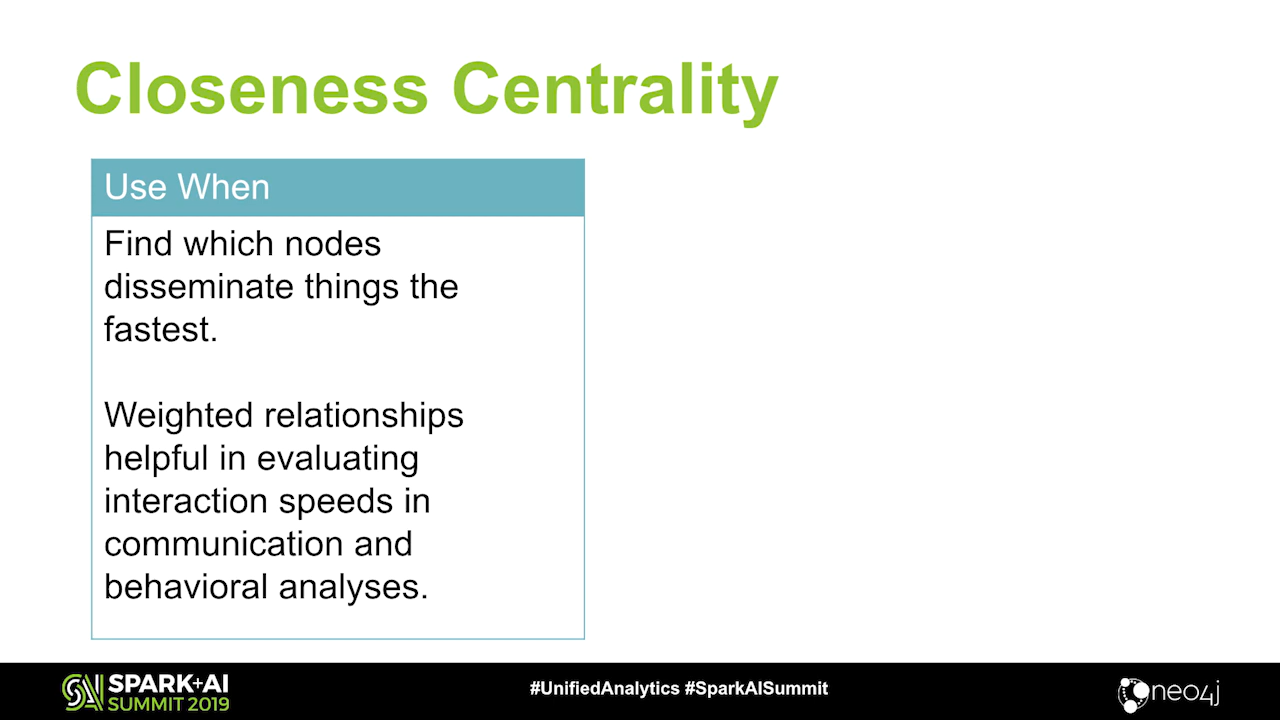 Closeness Centrality
Use When
Find which nodes
disseminate things the
fastest.
Weighted relationships
helpful in evaluating
interaction speeds in
communication and
behavioral analyses.
SPARK+AI
SUMMIT 2019
#UnifiedAnalytics #SparkAISummit
neo4j